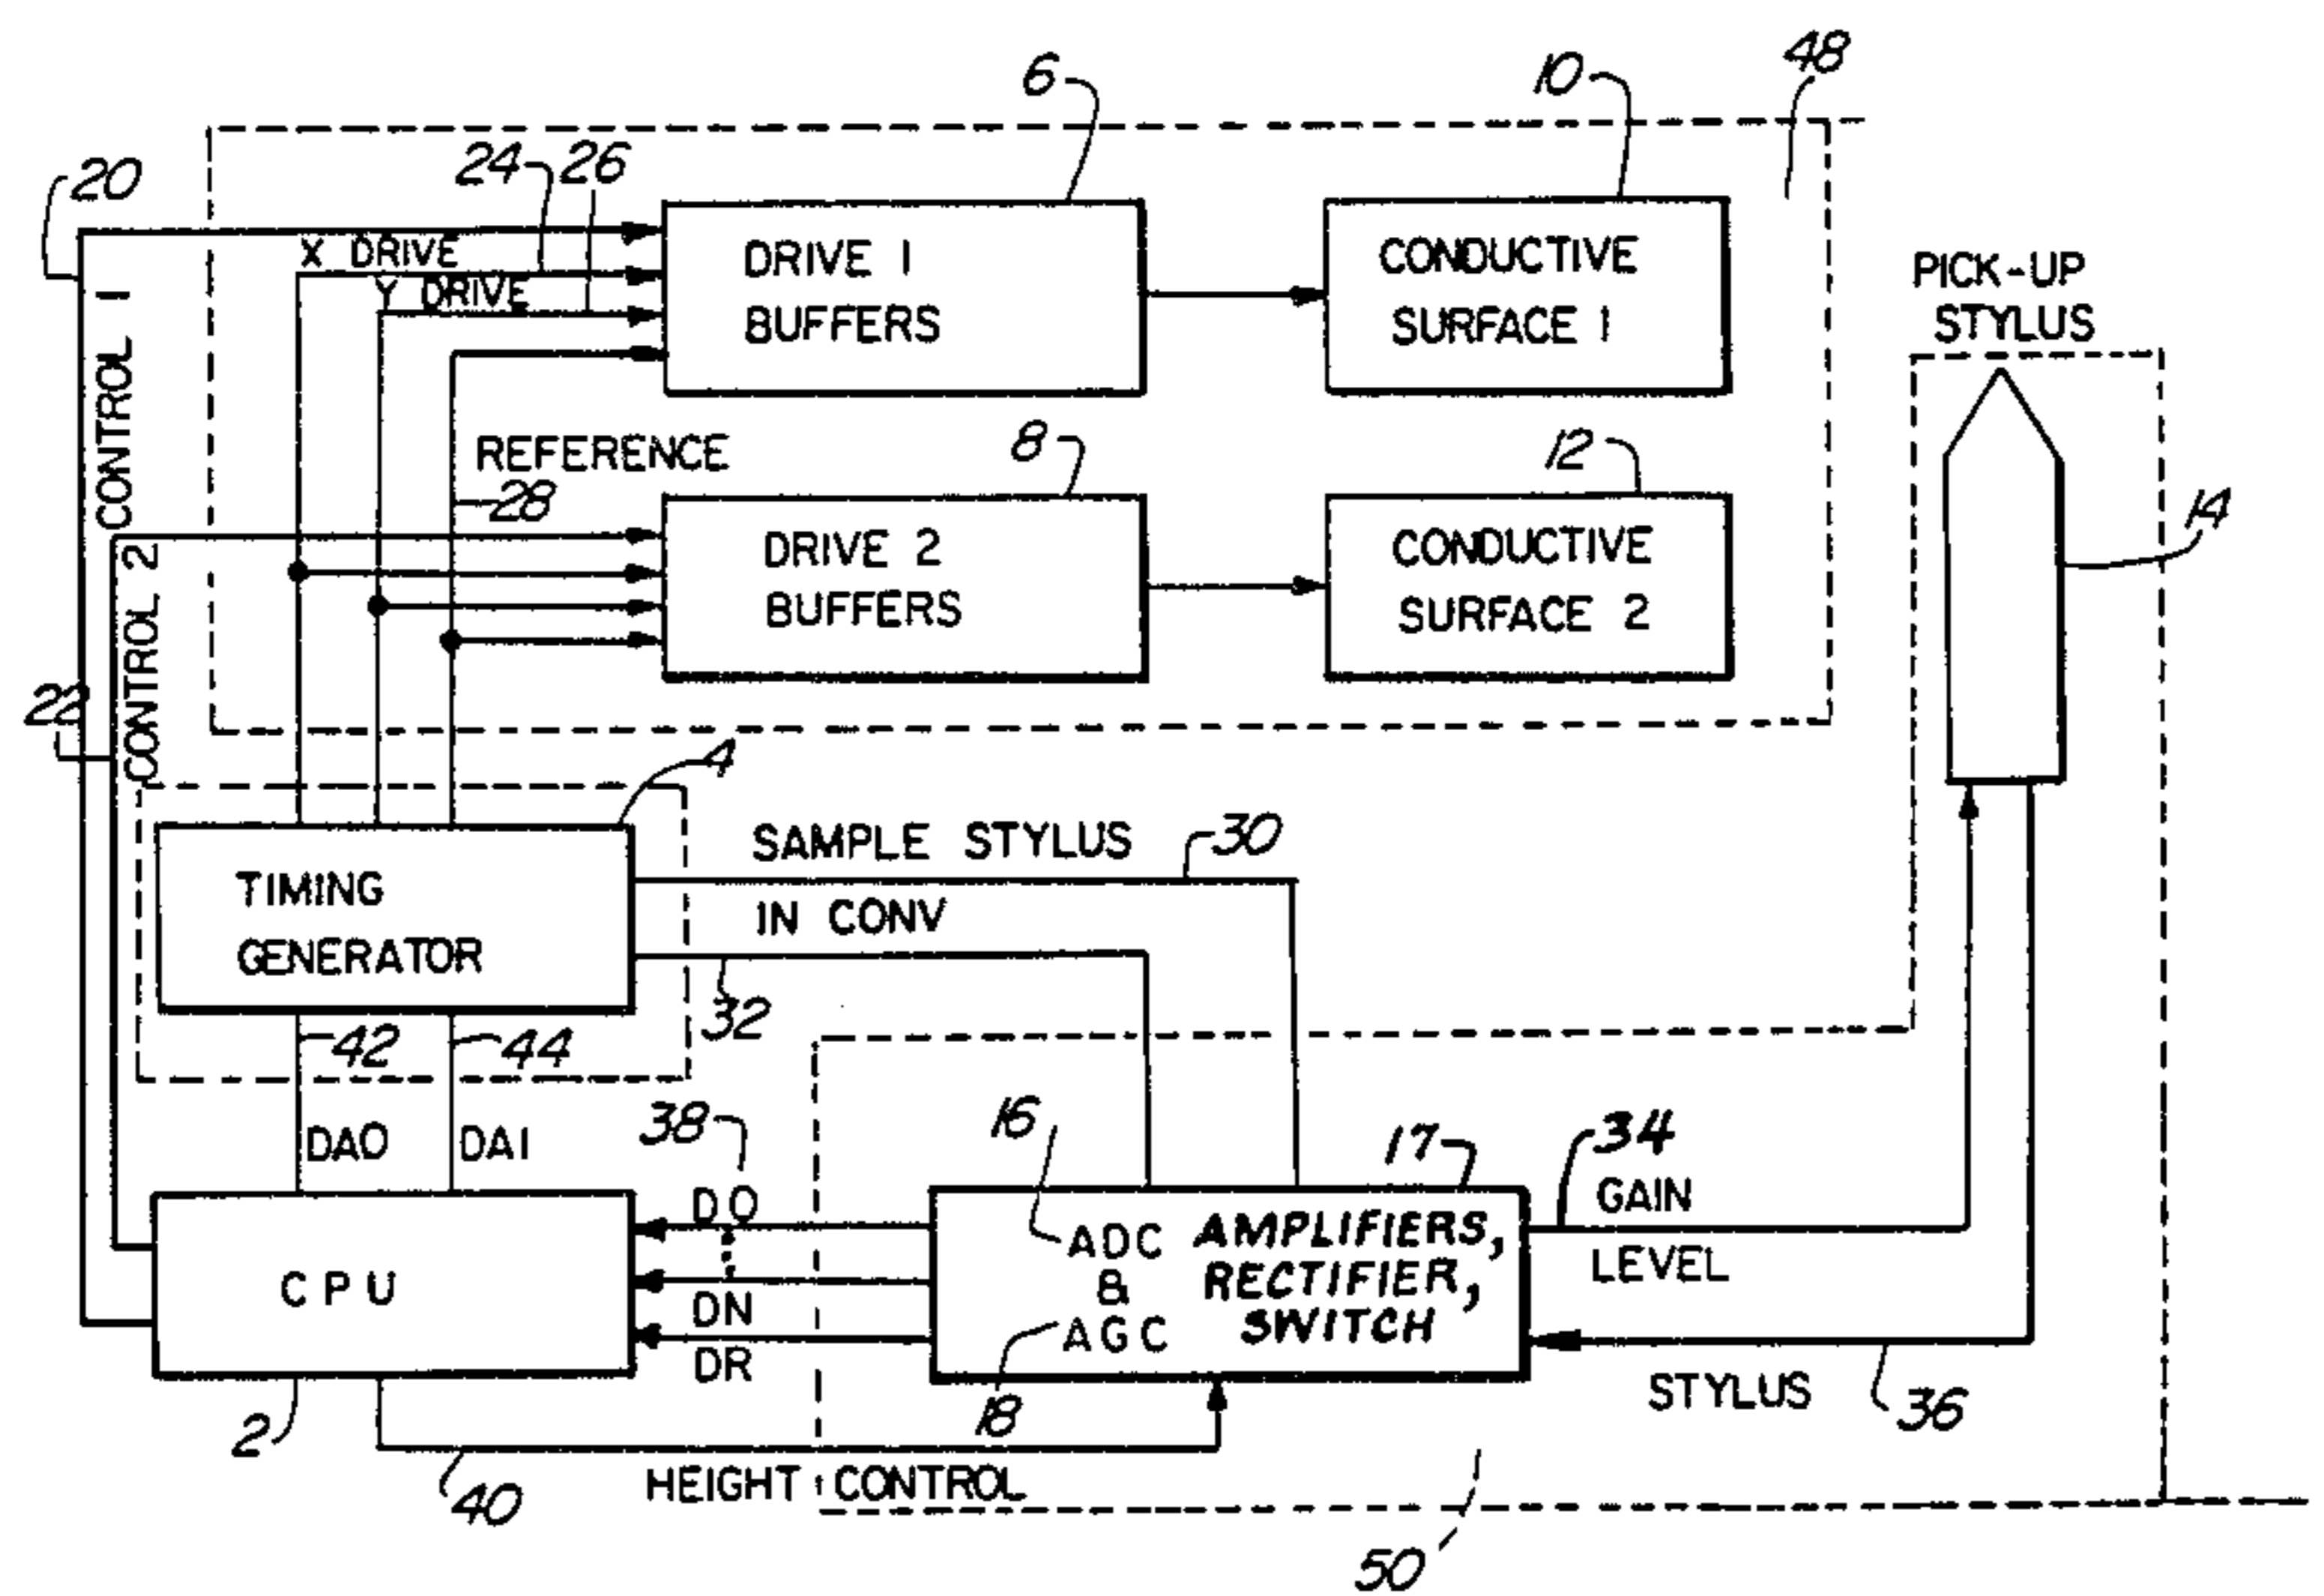 6
10
48
20
24
26
X DRIVE
Y DRIVE
DRIVE 1
BUFFERS
CONDUCTIVE
SURFACE 1
PICK-UP
STYLUS
CONTROL 1
REFERENCE
28
8
12
14
DRIVE 2
BUFFERS
CONDUCTIVE
SURFACE 2
22
CONTROL 2
4
TIMING
GENERATOR
SAMPLE STYLUS
30
IN CONV
32
42
44
DA0
DA1
38
16
17
34
GAIN
LEVEL
CPU
D0
DN
DR
ADC
&
AGC
AMPLIFIERS,
RECTIFIER,
SWITCH
18
STYLUS
36
2
40
HEIGHT CONTROL
50